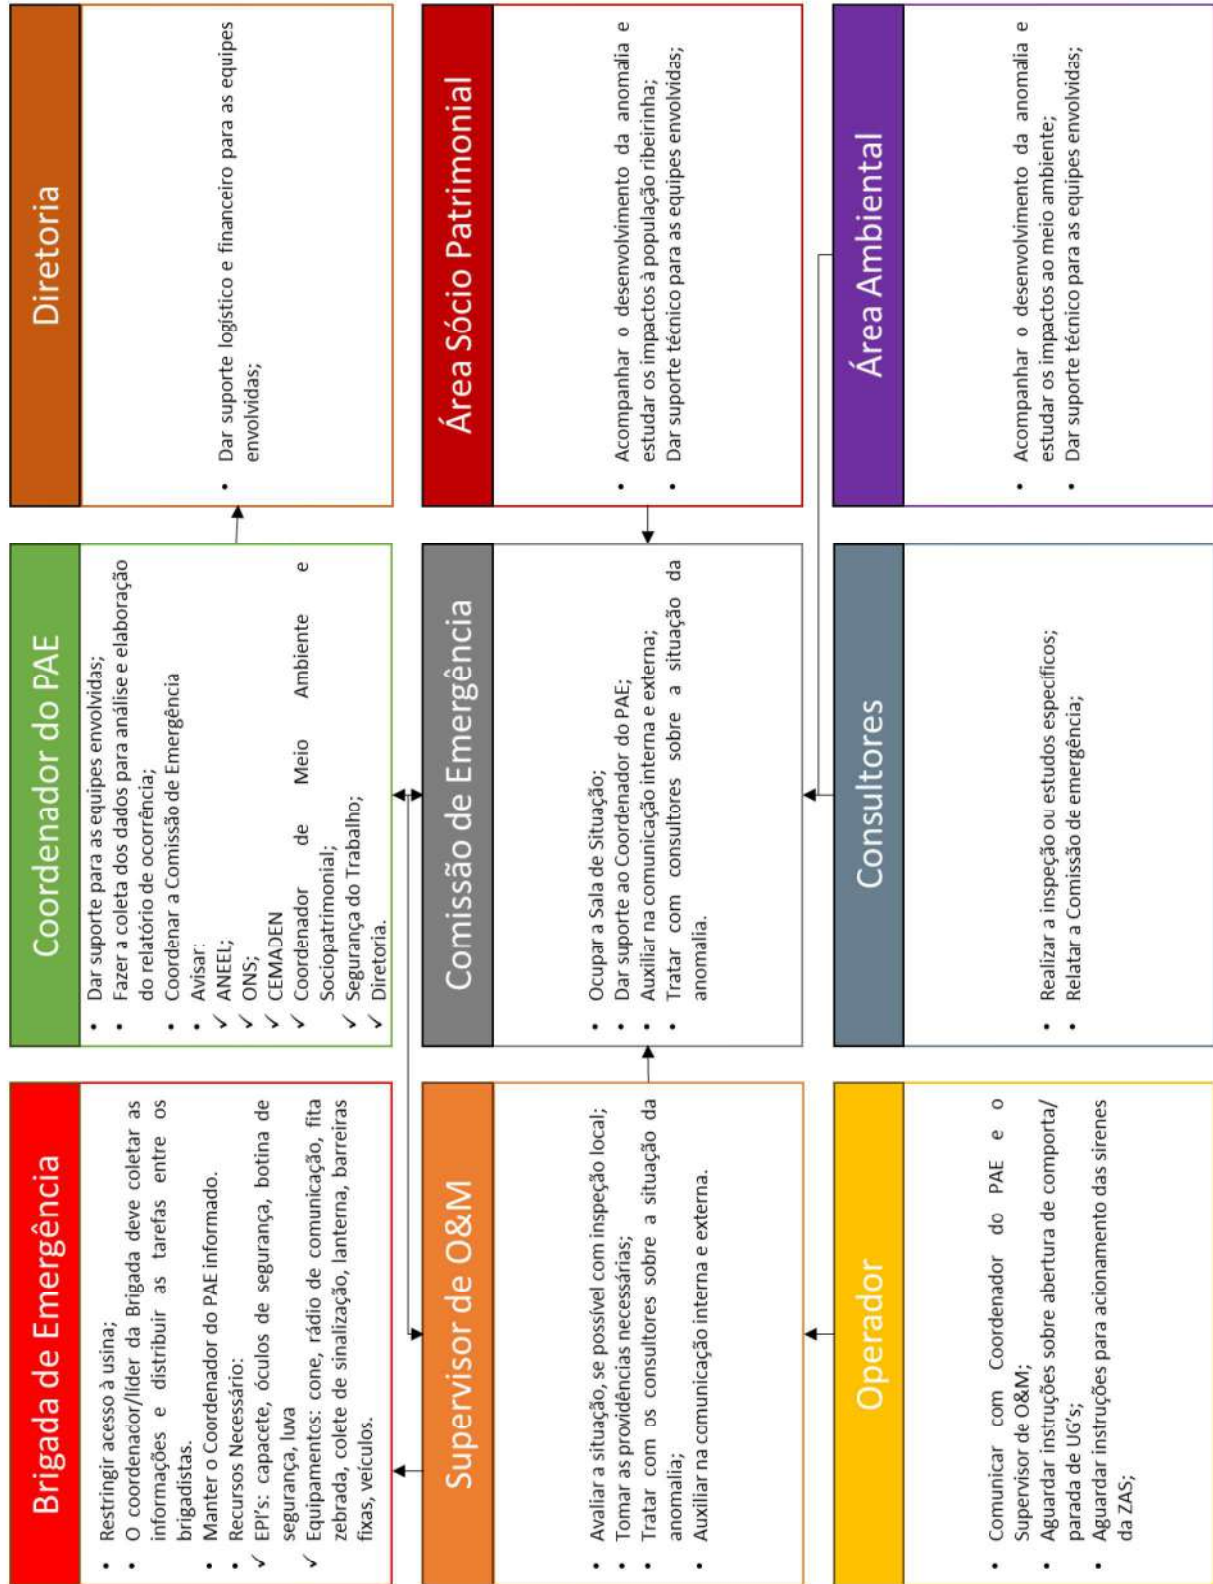 Brigada de Emergência
• Restringir acesso à usina;
• O coordenador/líder da Brigada deve coletar as
informações e distribuir as tarefas entre os
brigadistas.
• Manter o Coordenador do PAE informado.
• Recursos Necessário:
✓ EPI's: capacete, óculos de segurança, botina de
segurança, luva
✓ Equipamentos: cone, rádio de comunicação, fita
zebrada, colete de sinalização, lanterna, barreiras
fixas, veículos.
Coordenador do PAE
• Dar suporte para as equipes envolvidas;
• Fazer a coleta dos dados para análise e elaboração
do relatório de ocorrência;
• Coordenar a Comissão de Emergência
• Avisar:
✓ ANEEL;
✓ ONS;
✓ CEMADEN
✓ Coordenador de Meio Ambiente e
Sociopatrimonial;
✓ Segurança do Trabalho;
✓ Diretoria.
Diretoria
• Dar suporte logístico e financeiro para as equipes
envolvidas;
Supervisor de O&M
• Avaliar a situação, se possível com inspeção local;
• Tomar as providências necessárias;
• Tratar com os consultores sobre a situação da
anomalia;
• Auxiliar na comunicação interna e externa.
Comissão de Emergência
• Ocupar a Sala de Situação;
• Dar suporte ao Coordenador do PAE;
• Auxiliar na comunicação interna e externa;
• Tratar com consultores sobre a situação da
anomalia.
Área Sócio Patrimonial
• Acompanhar o desenvolvimento da anomalia e
estudar os impactos à população ribeirinha;
• Dar suporte técnico para as equipes envolvidas;
Operador
• Comunicar com Coordenador do PAE e o
Supervisor de O&M;
• Aguardar instruções sobre abertura de comporta/
parada de UG's;
• Aguardar instruções para acionamento das sirenes
da ZAS;
Consultores
• Realizar a inspeção ou estudos específicos;
• Relatar a Comissão de emergência;
Área Ambiental
• Acompanhar o desenvolvimento da anomalia e
estudar os impactos ao meio ambiente;
• Dar suporte técnico para as equipes envolvidas;